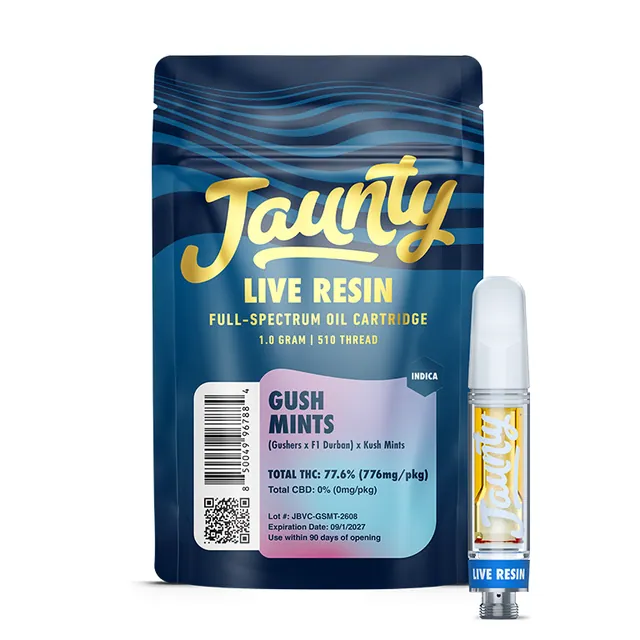 Jaunty
LIVE RESIN
FULL-SPECTRUM OIL CARTRIDGE
1.0 GRAM | 510 THREAD
INDICA
GUSH
MINTS
(Gushers x F1 Durban) x Kush Mints
TOTAL THC: 77.6% (776mg/pkg)
Total CBD: 0% (0mg/pkg)
Lot #: JBVC-GSMT-2608
Expiration Date: 09/1/2027
Use within 90 days of opening
8 50049 96788 4
Jaunty
LIVE RESIN